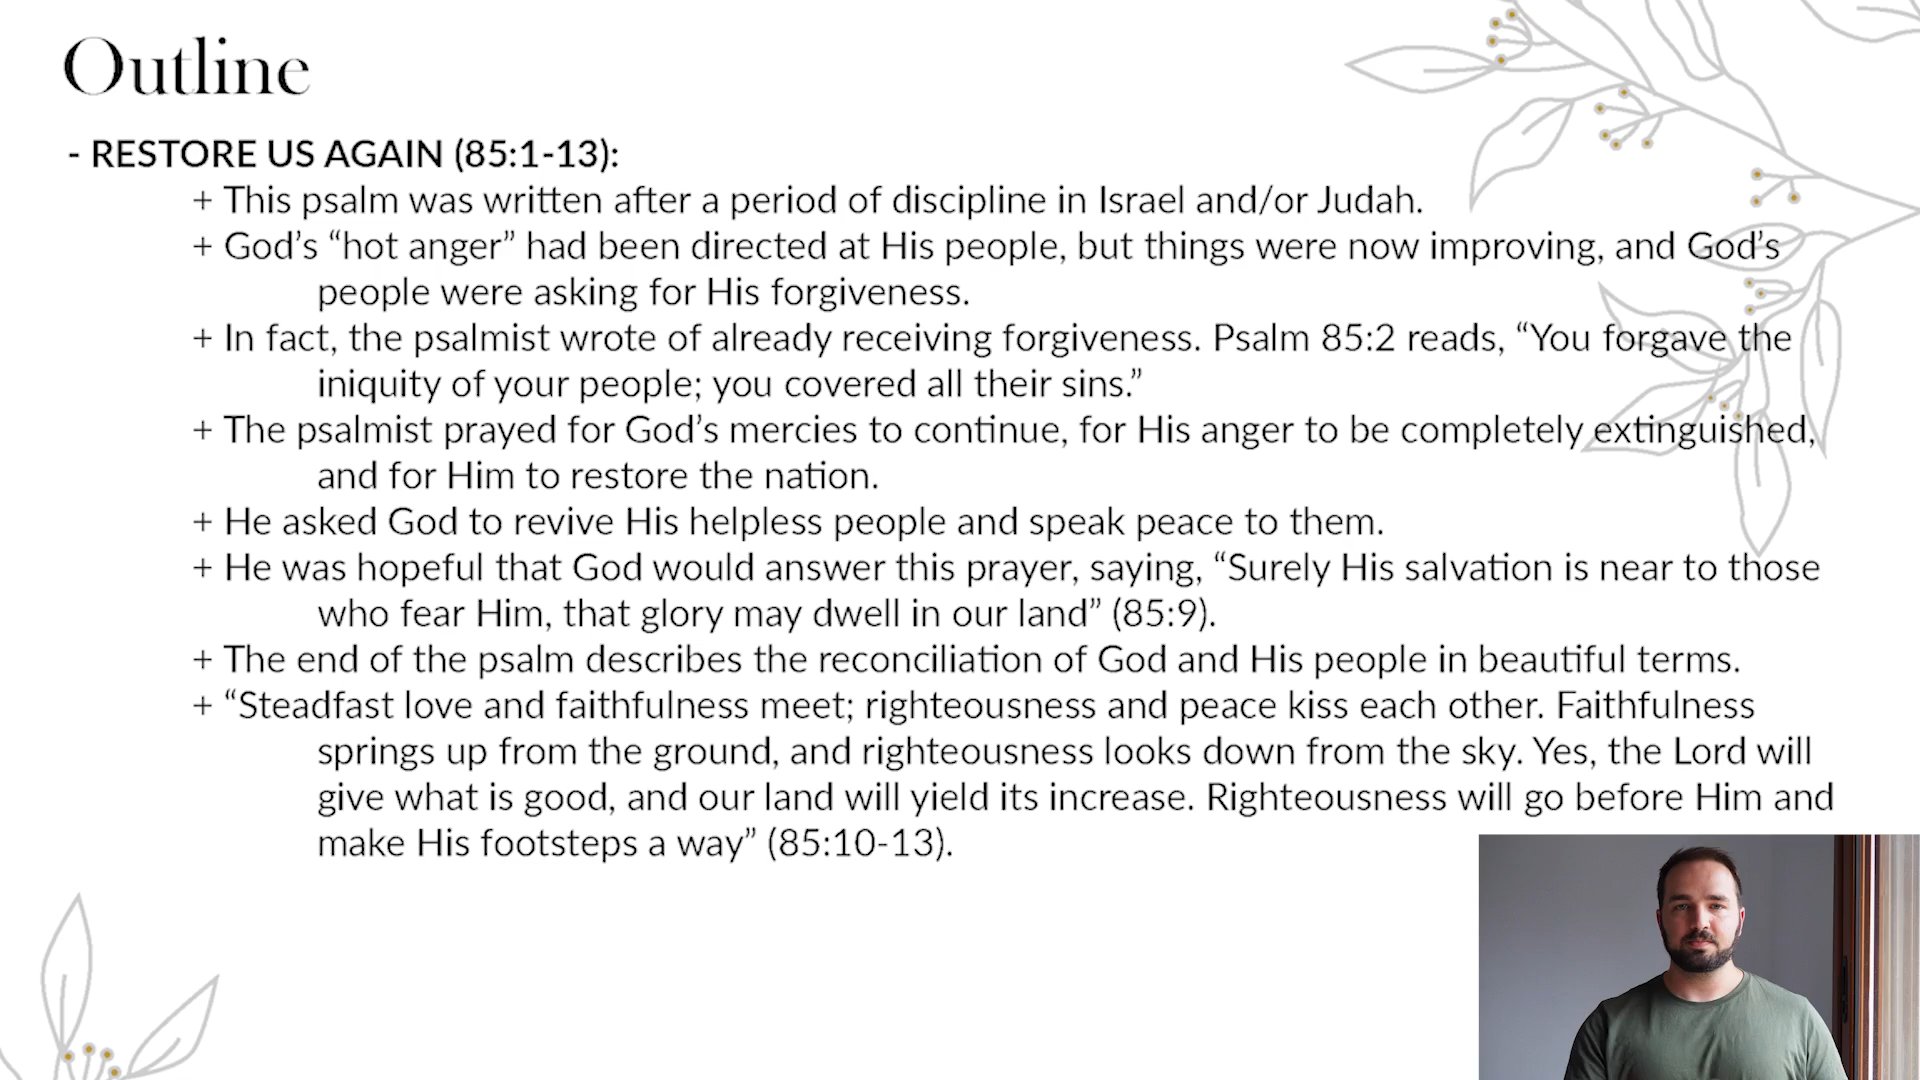 Outline
- RESTORE US AGAIN (85:1-13):
+ This psalm was written after a period of discipline in Israel and/or Judah.
+ God’s “hot anger” had been directed at His people, but things were now improving, and God’s
people were asking for His forgiveness.
+ In fact, the psalmist wrote of already receiving forgiveness. Psalm 85:2 reads, “You forgave the
iniquity of your people; you covered all their sins.”
+ The psalmist prayed for God’s mercies to continue, for His anger to be completely extinguished,
and for Him to restore the nation.
+ He asked God to revive His helpless people and speak peace to them.
+ He was hopeful that God would answer this prayer, saying, “Surely His salvation is near to those
who fear Him, that glory may dwell in our land” (85:9).
+ The end of the psalm describes the reconciliation of God and His people in beautiful terms.
+ “Steadfast love and faithfulness meet; righteousness and peace kiss each other. Faithfulness
springs up from the ground, and righteousness looks down from the sky. Yes, the Lord will
give what is good, and our land will yield its increase. Righteousness will go before Him and
make His footsteps a way” (85:10-13).